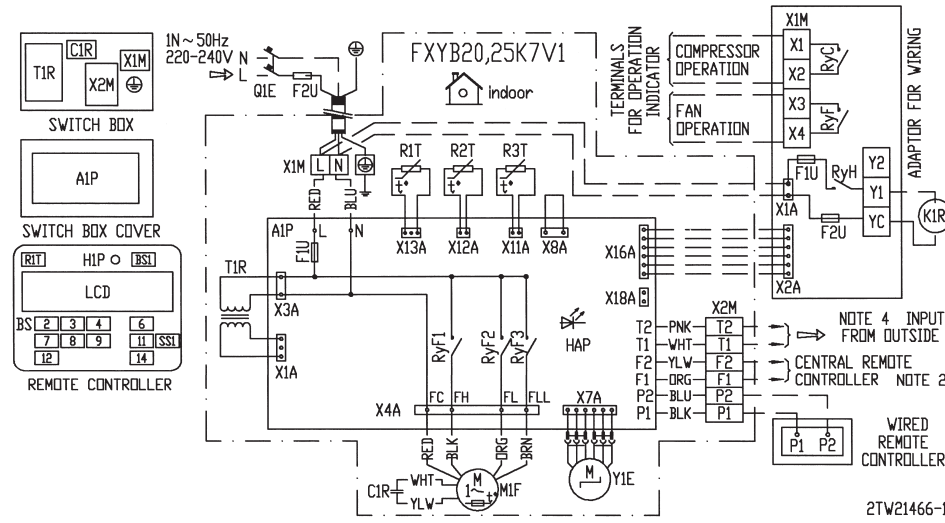 C1R
T1R
X1M
X2M
SWITCH BOX
A1P
SWITCH BOX COVER
R1T H1P BS1
LCD
BS 2 3 4 6
7 8 9 11 SS1
12 14
REMOTE CONTROLLER
1N~50Hz
220-240V
N
L
Q1E F2U
FXYB20,25K7V1
indoor
TERMINALS
FOR OPERATION
INDICATOR
COMPRESSOR
OPERATION
FAN
OPERATION
X1M
X1
X2
X3
X4
RyC
RyF
ADAPTOR FOR WIRING
F1U
RyH
Y2
Y1
YC
X1A
F2U
K1R
X2A
X1M L N
RED
BLU
R1T R2T R3T
t° t° t°
X13A X12A X11A X8A
A1P
L
N
F1U
T1R
X3A
X1A
X16A
X18A
HAP
RyF1
RyF2
RyF3
X2M
T2 PNK T2
T1 WHT T1
F2 YLW F2
F1 ORG F1
P2 BLU P2
P1 BLK P1
NOTE 4 INPUT
FROM OUTSIDE
CENTRAL REMOTE
CONTROLLER NOTE 2
P1 P2
WIRED
REMOTE
CONTROLLER
X4A
FC FH FL FLL
X7A
RED
BLK
ORG
BRN
C1R
WHT
YLW
M
1~
t°
M1F
M
Y1E
2TW21466-1